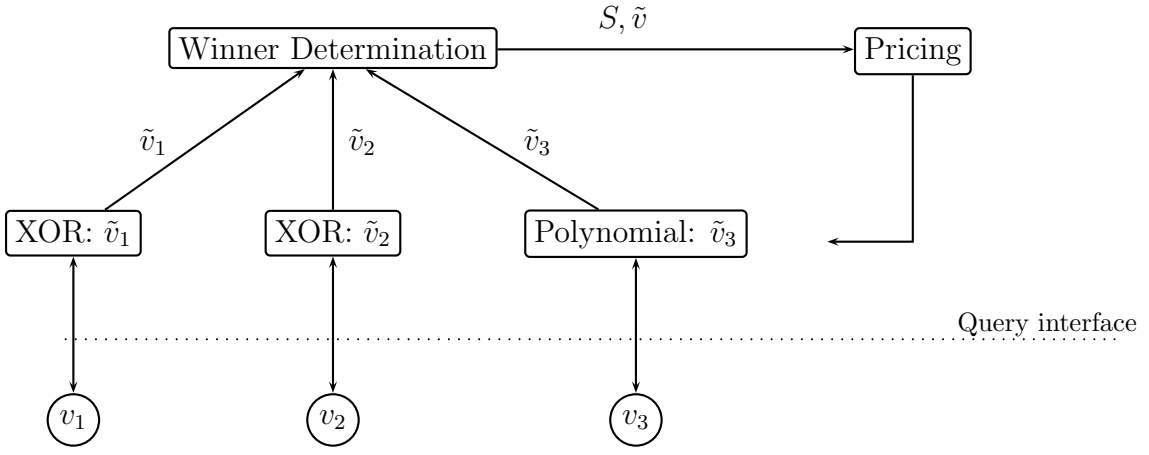 S, ṽ
Winner Determination
Pricing
ṽ₁
ṽ₂
ṽ₃
XOR: ṽ₁
XOR: ṽ₂
Polynomial: ṽ₃
Query interface
v₁
v₂
v₃